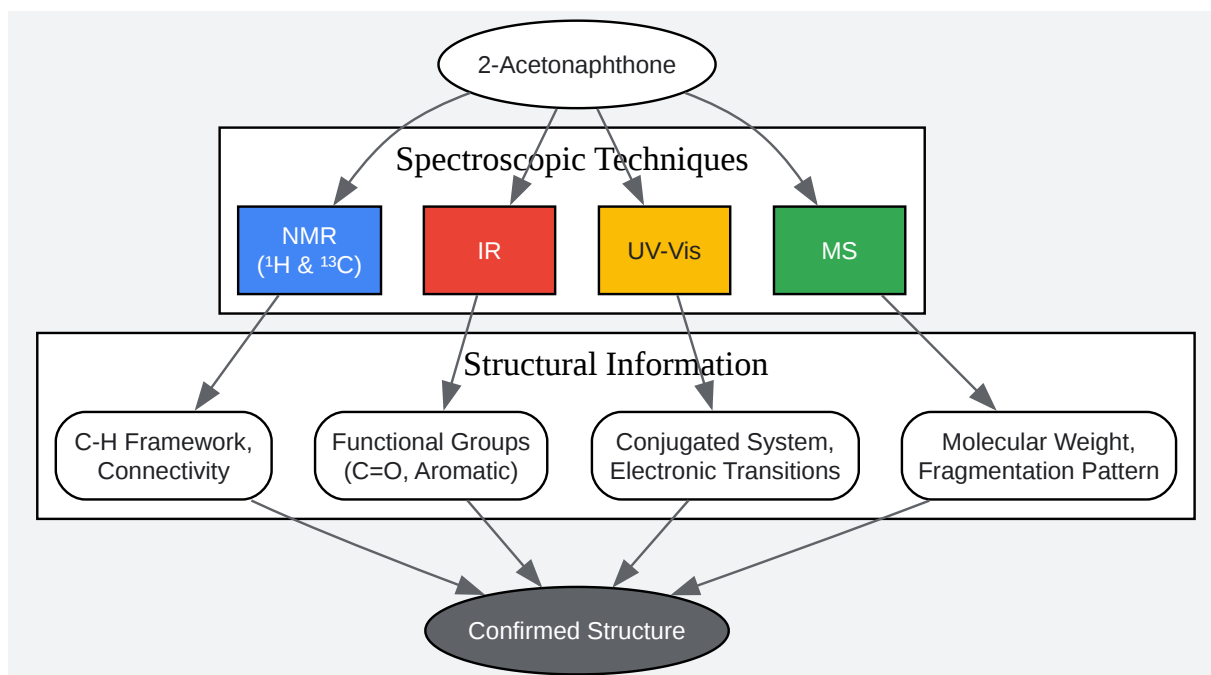 2-Acetonaphthone
Spectroscopic Techniques
NMR
(¹H & ¹³C)
IR
UV-Vis
MS
Structural Information
C-H Framework,
Connectivity
Functional Groups
(C=O, Aromatic)
Conjugated System,
Electronic Transitions
Molecular Weight,
Fragmentation Pattern
Confirmed Structure